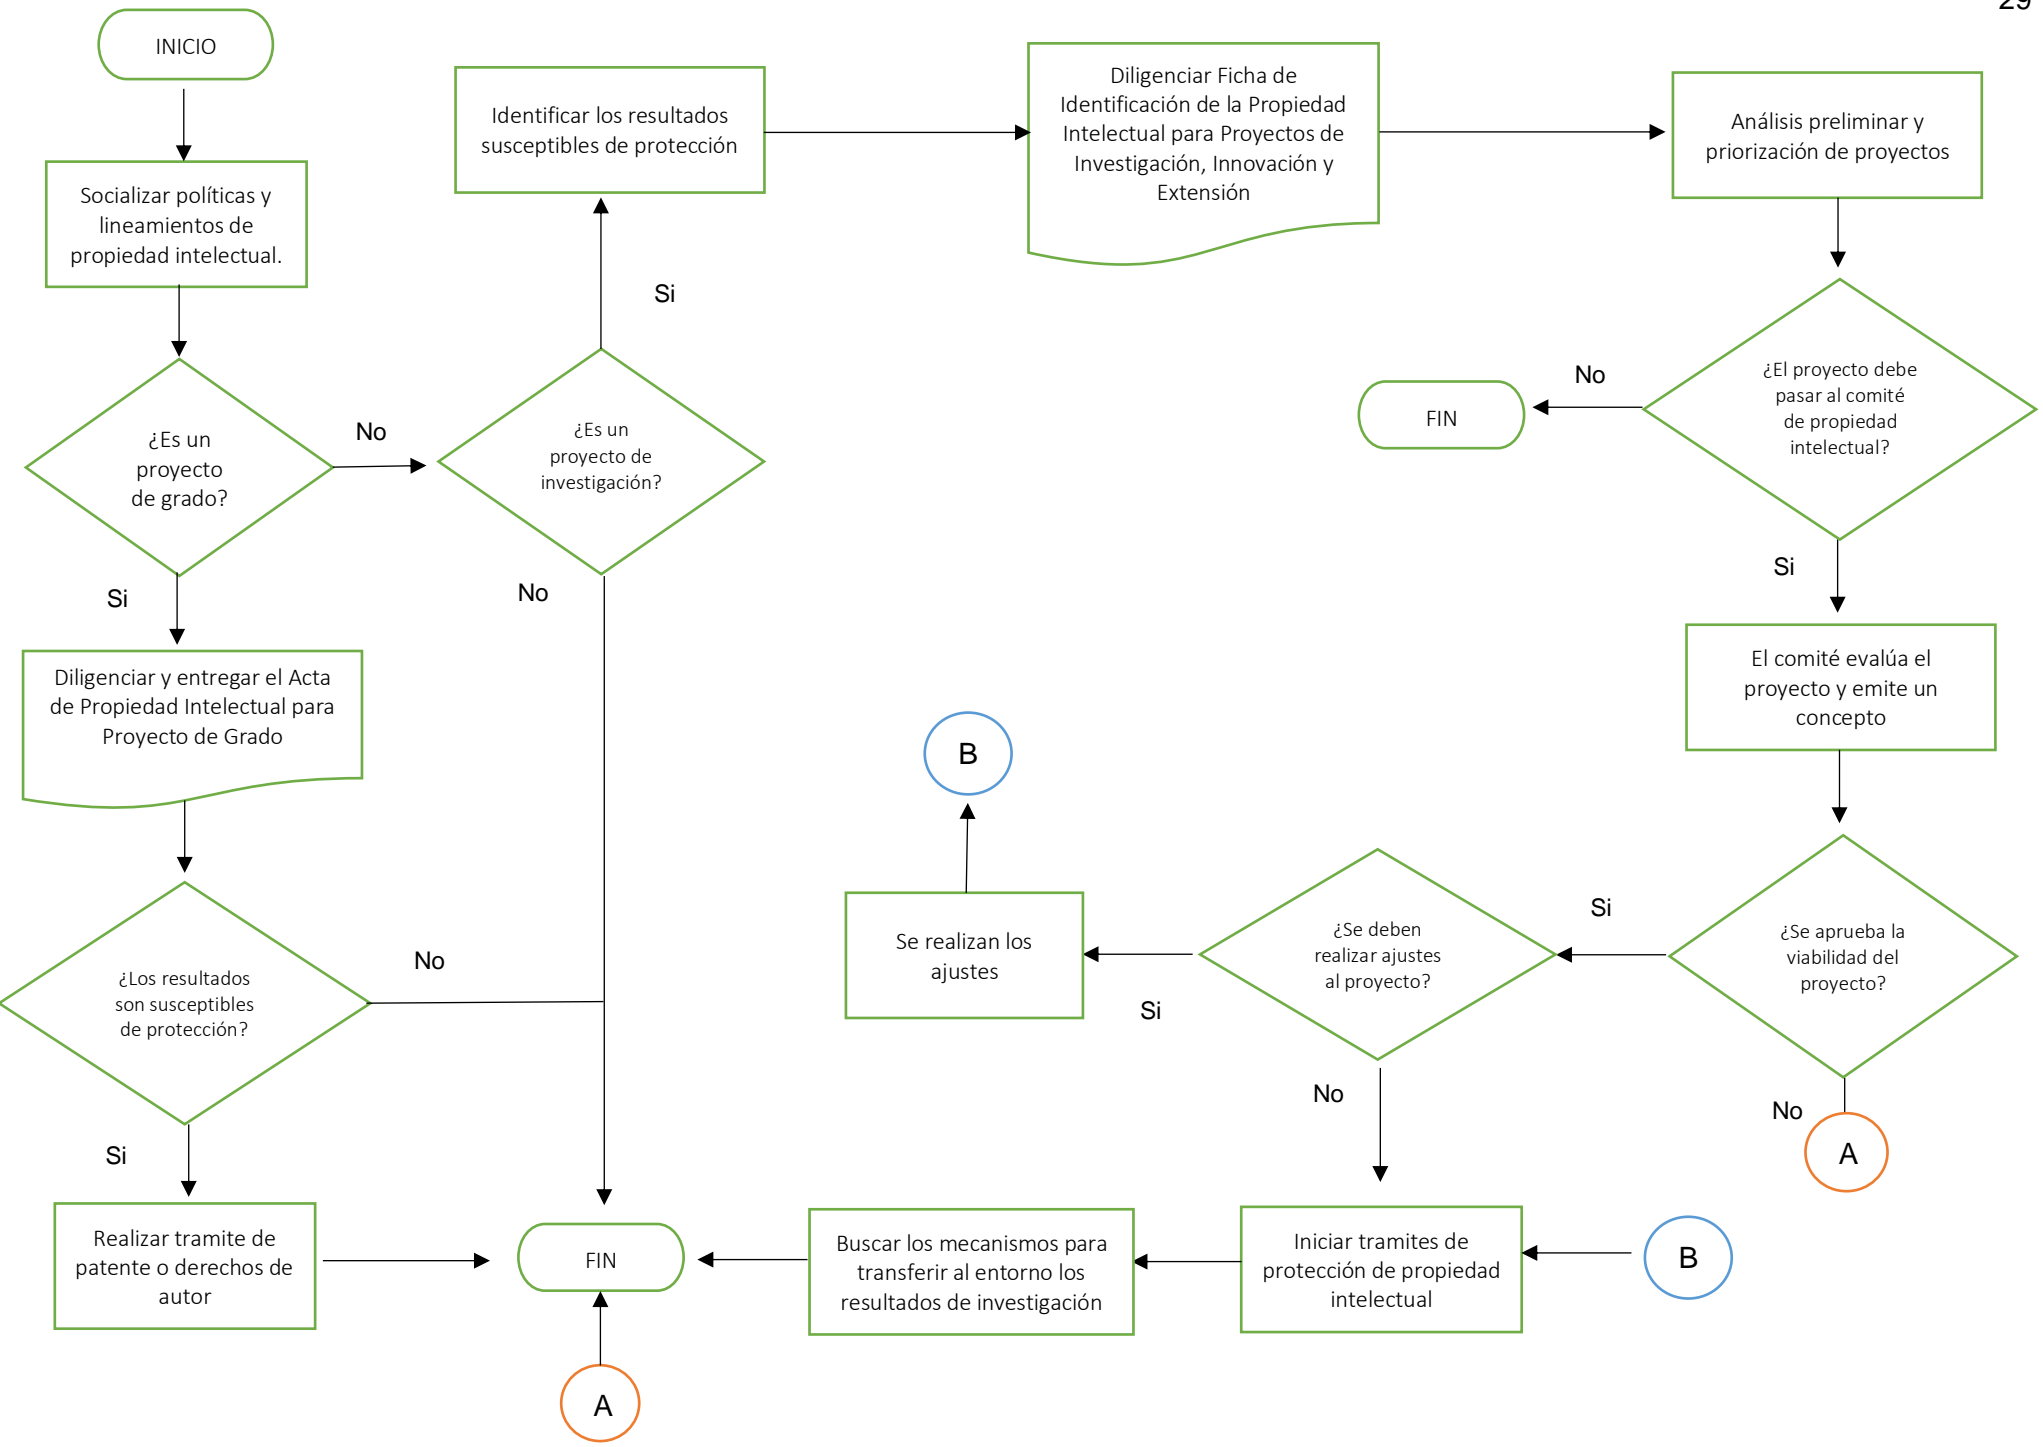 29
INICIO
Socializar políticas y
lineamientos de
propiedad intelectual.
Identificar los resultados
susceptibles de protección
Diligenciar Ficha de
Identificación de la Propiedad
Intelectual para Proyectos de
Investigación, Innovación y
Extensión
Análisis preliminar y
priorización de proyectos
Si
¿Es un
proyecto
de grado?
No
¿Es un
proyecto de
investigación?
FIN
No
¿El proyecto debe
pasar al comité
de propiedad
intelectual?
Si
No
Si
Diligenciar y entregar el Acta
de Propiedad Intelectual para
Proyecto de Grado
El comité evalúa el
proyecto y emite un
concepto
B
¿Los resultados
son susceptibles
de protección?
No
Se realizan los
ajustes
Si
¿Se deben
realizar ajustes
al proyecto?
Si
¿Se aprueba la
viabilidad del
proyecto?
Si
No
No
A
Realizar tramite de
patente o derechos de
autor
FIN
Buscar los mecanismos para
transferir al entorno los
resultados de investigación
Iniciar tramites de
protección de propiedad
intelectual
B
A